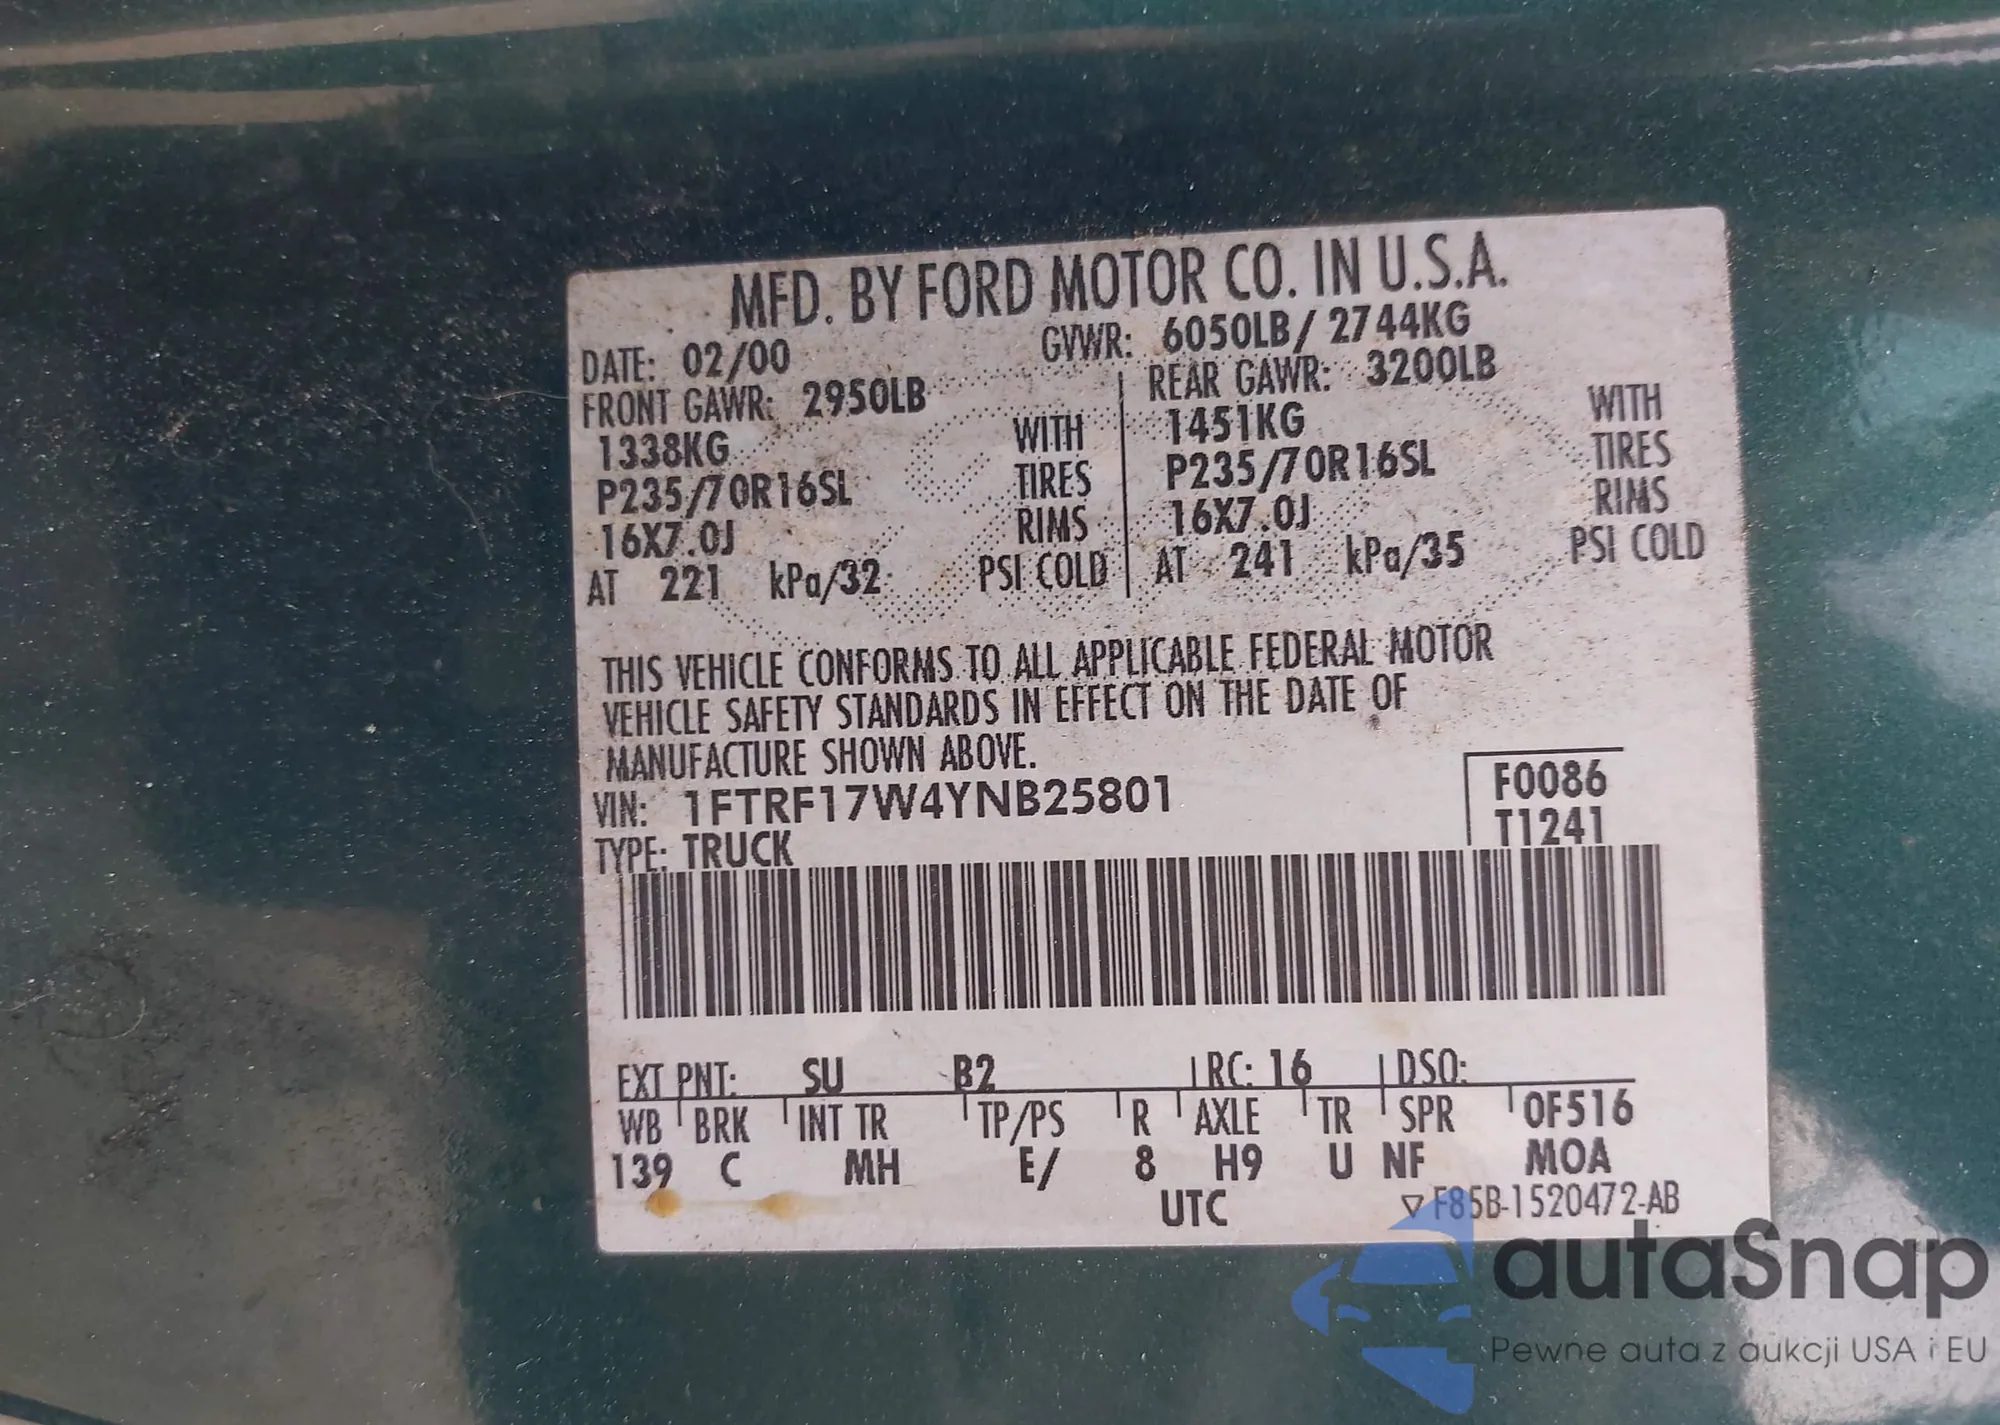 MFD. BY FORD MOTOR CO. IN U.S.A.
DATE: 02/00 GVWR: 6050LB / 2744KG
FRONT GAWR: 2950LB REAR GAWR: 3200LB
1338KG WITH 1451KG WITH
P235/70R16SL TIRES P235/70R16SL TIRES
16X7.0J RIMS 16X7.0J RIMS
AT 221 kPa/32 PSI COLD AT 241 kPa/35 PSI COLD
THIS VEHICLE CONFORMS TO ALL APPLICABLE FEDERAL MOTOR
VEHICLE SAFETY STANDARDS IN EFFECT ON THE DATE OF
MANUFACTURE SHOWN ABOVE.
VIN: 1FTRF17W4YNB25801 F0086
TYPE: TRUCK T1241
EXT PNT: SU B2 RC: 16 DSO:
WB BRK INT TR TP/PS R AXLE TR SPR 0F516
139 C MH E/ 8 H9 U NF MOA
UTC ▽ F85B-1520472-AB
autaSnap
Pewne auta z aukcji USA i EU